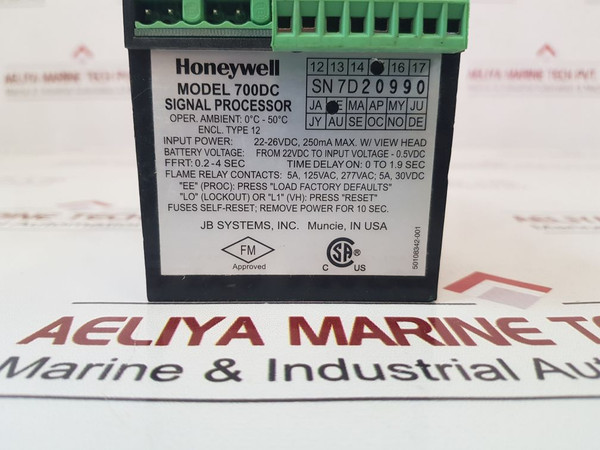 Honeywell
MODEL 700DC
SIGNAL PROCESSOR
12 13 14 16 17
SN 7D20990
JA MA AP MY JU
JY AU SE OC NO DE
OPER. AMBIENT: 0°C - 50°C
ENCL. TYPE 12
INPUT POWER: 22-26VDC, 250mA MAX. W/ VIEW HEAD
BATTERY VOLTAGE: FROM 22VDC TO INPUT VOLTAGE - 0.5VDC
FFRT: 0.2-4 SEC TIME DELAY ON: 0 TO 1.9 SEC
FLAME RELAY CONTACTS: 5A, 125VAC, 277VAC; 5A, 30VDC
"EE" (PROC): PRESS "LOAD FACTORY DEFAULTS"
"LO" (LOCKOUT) OR "L1" (VH): PRESS "RESET"
FUSES SELF-RESET; REMOVE POWER FOR 10 SEC.
JB SYSTEMS, INC. Muncie, IN USA
FM
Approved
C SA ® US
50108342-001
AELIYA MARINE TE
Marine & Industrial Auto